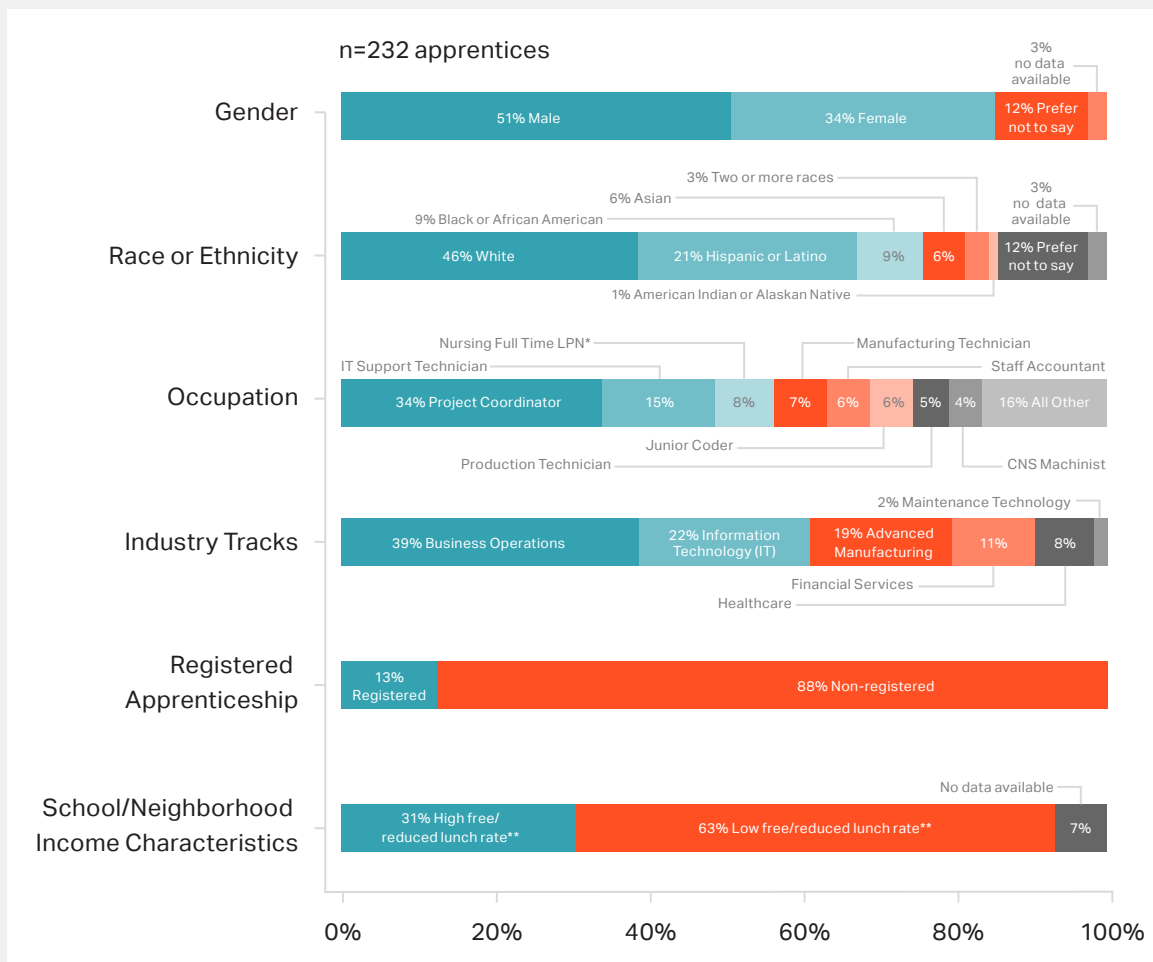 n=232 apprentices
3%
no data
available
Gender
51% Male
34% Female
12% Prefer
not to say
3% Two or more races
6% Asian
9% Black or African American
3%
no data
available
Race or Ethnicity
46% White
21% Hispanic or Latino
9%
6%
12% Prefer
not to say
1% American Indian or Alaskan Native
Nursing Full Time LPN*
Manufacturing Technician
IT Support Technician
Staff Accountant
Occupation
34% Project Coordinator
15%
8%
7%
6%
6%
5%
4%
16% All Other
Junior Coder
Production Technician
CNS Machinist
2% Maintenance Technology
Industry Tracks
39% Business Operations
22% Information
Technology (IT)
19% Advanced
Manufacturing
11%
8%
Financial Services
Healthcare
Registered
Apprenticeship
13%
Registered
88% Non-registered
No data available
School/Neighborhood
Income Characteristics
31% High free/
reduced lunch rate**
63% Low free/reduced lunch rate**
7%
0%
20%
40%
60%
80%
100%